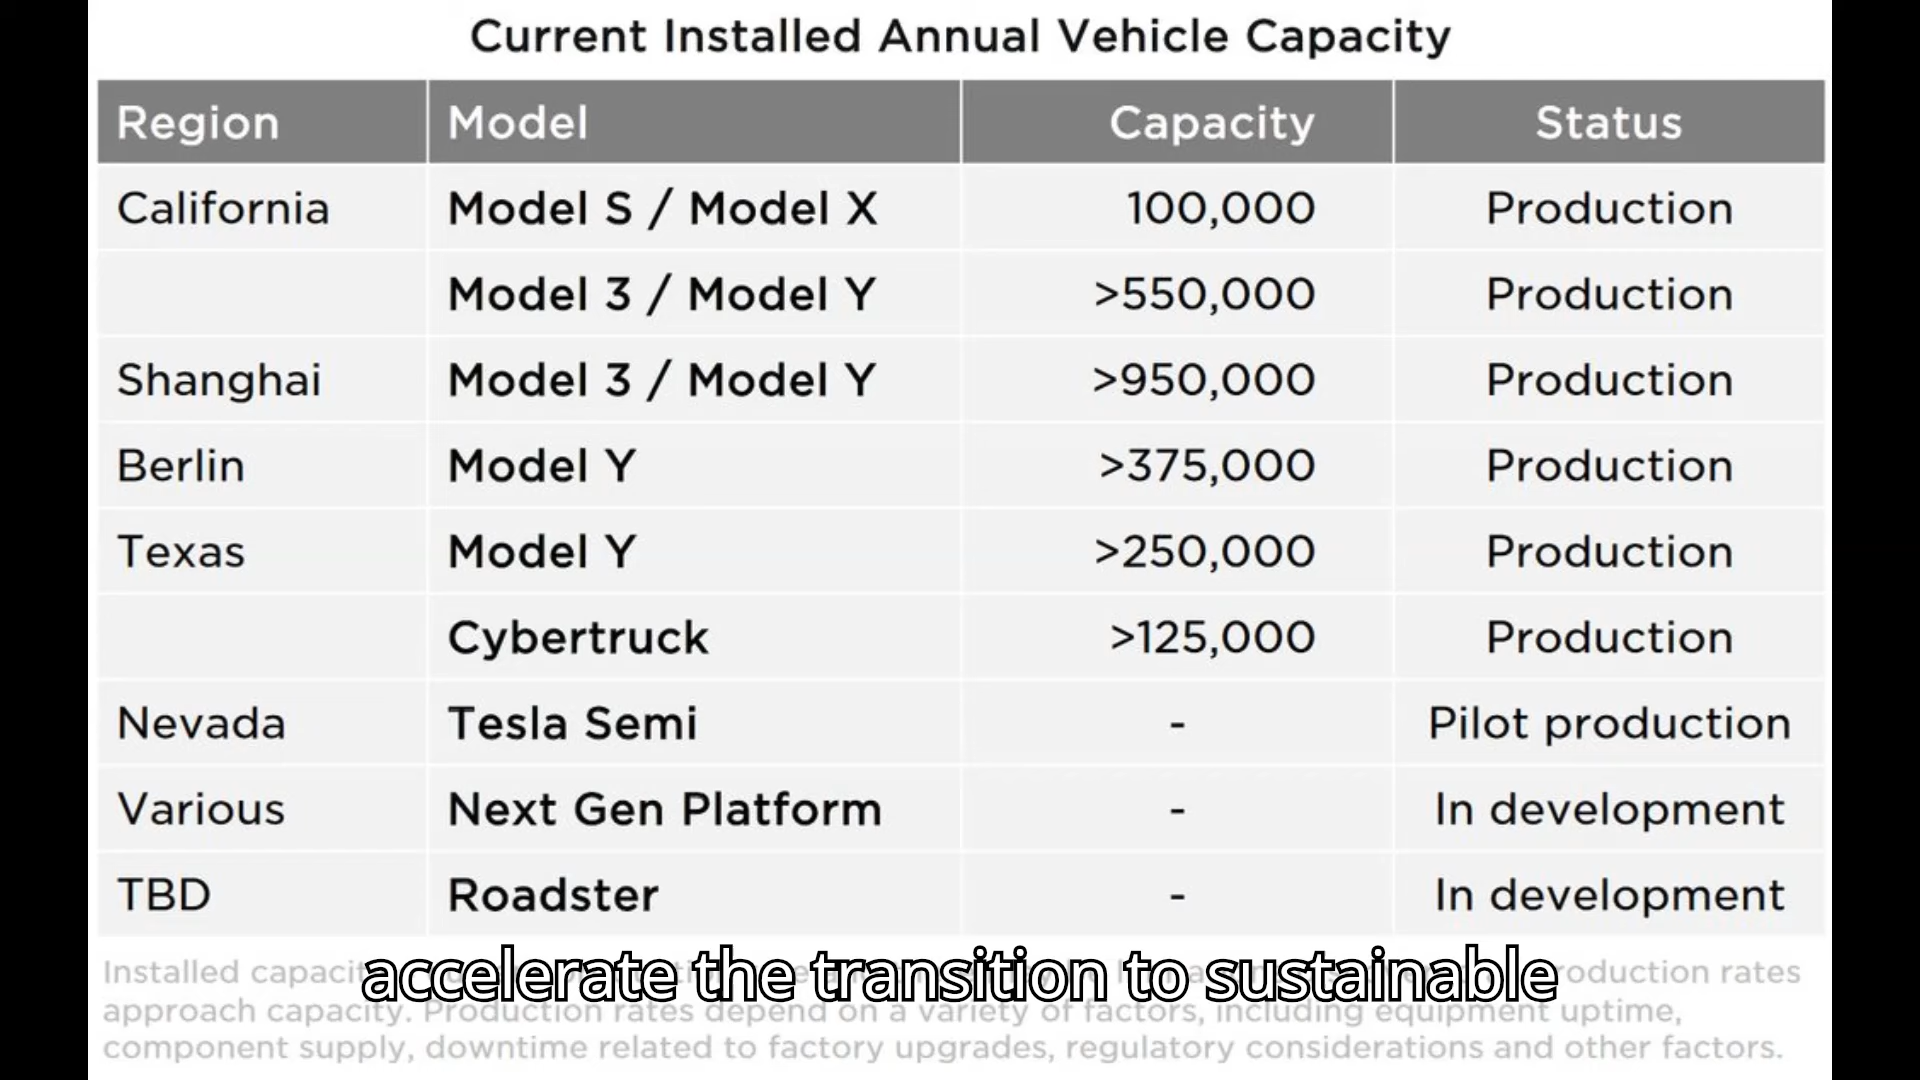 Current Installed Annual Vehicle Capacity
Region Model Capacity Status
California Model S / Model X 100,000 Production
Model 3 / Model Y >550,000 Production
Shanghai Model 3 / Model Y >950,000 Production
Berlin Model Y >375,000 Production
Texas Model Y >250,000 Production
Cybertruck >125,000 Production
Nevada Tesla Semi - Pilot production
Various Next Gen Platform - In development
TBD Roadster - In development
Installed rates
accelerate the transition to sustainable
approach capacity. Production rates depend on a variety of factors, including equipment uptime,
component supply, downtime related to factory upgrades, regulatory considerations and other factors.